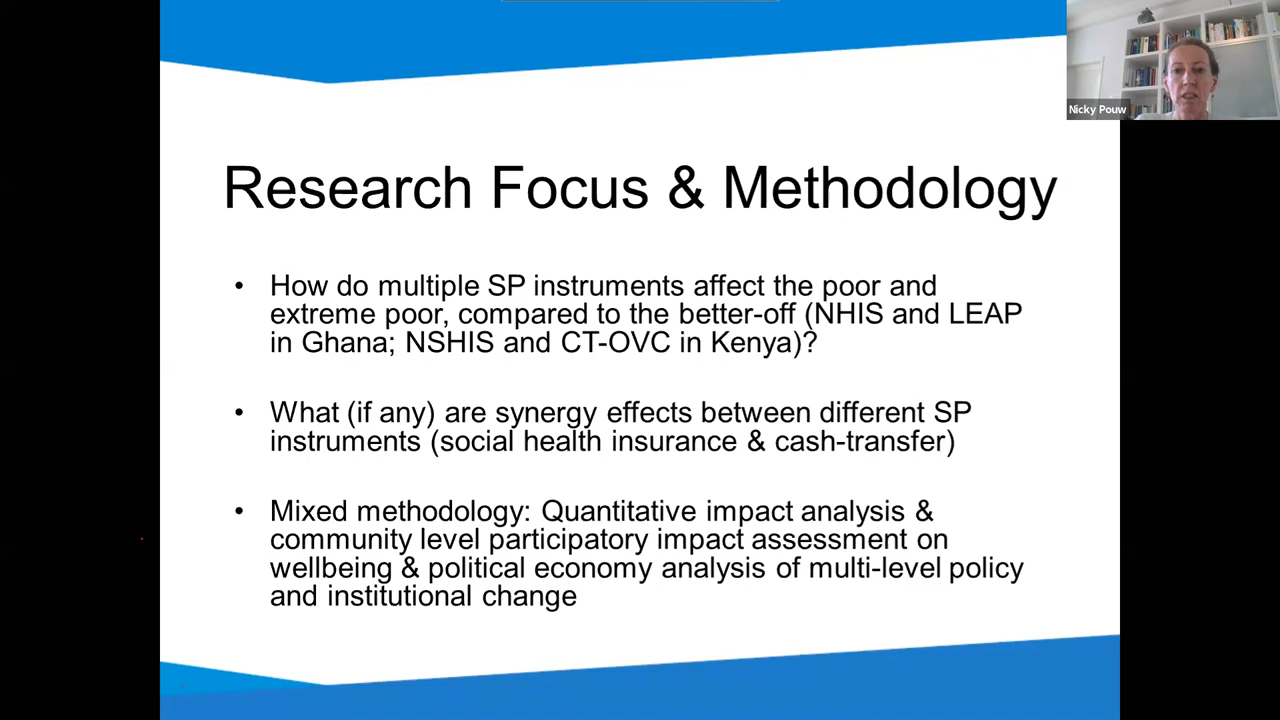 Nicky Pouw
Research Focus & Methodology
• How do multiple SP instruments affect the poor and
extreme poor, compared to the better-off (NHIS and LEAP
in Ghana; NSHIS and CT-OVC in Kenya)?
• What (if any) are synergy effects between different SP
instruments (social health insurance & cash-transfer)
• Mixed methodology: Quantitative impact analysis &
community level participatory impact assessment on
wellbeing & political economy analysis of multi-level policy
and institutional change